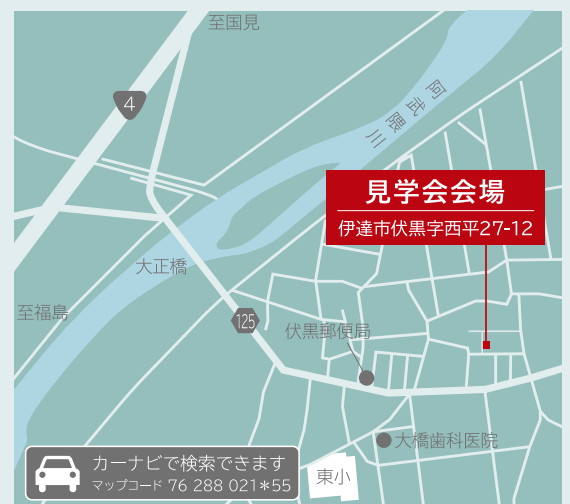 至国見
4
阿武隈川
見学会会場
伊達市伏黒字西平27-12
大正橋
至福島
125
伏黒郵便局
大橋歯科医院
カーナビで検索できます
マップコード 76 288 021*55
東小